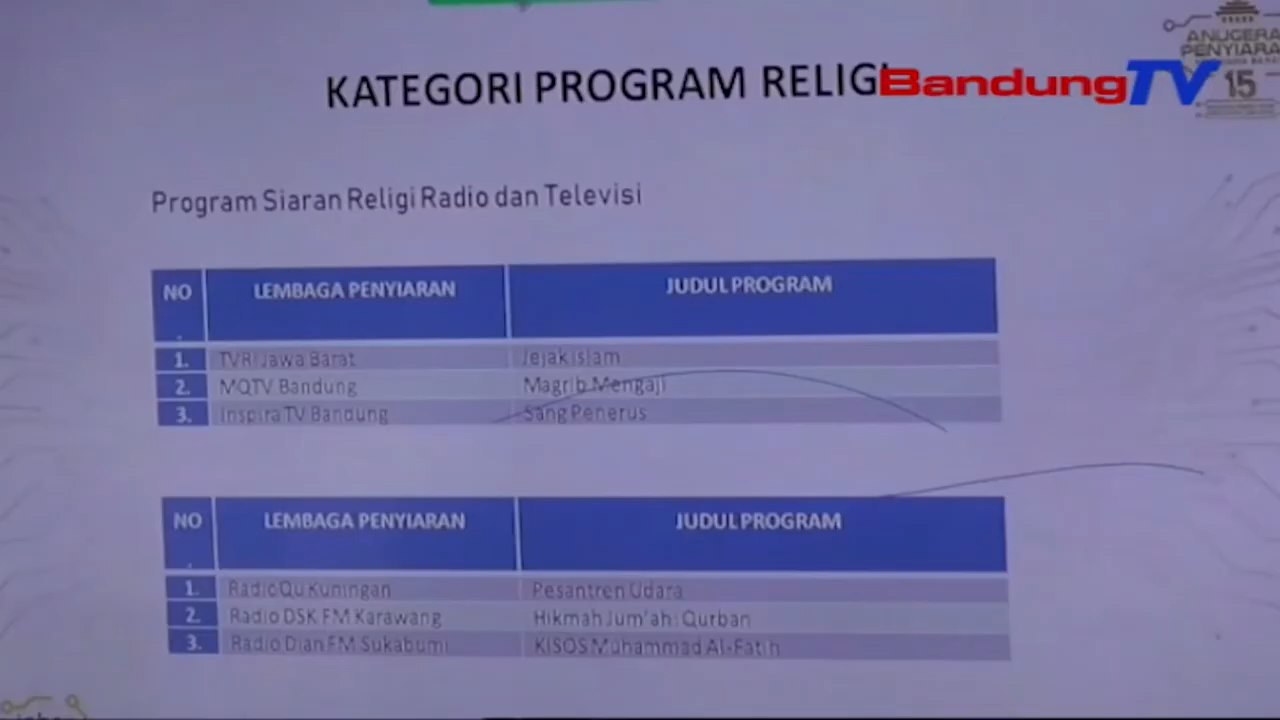 ANUGERA
PENYIARA
15
BandungTV
KATEGORI PROGRAM RELIGI
Program Siaran Religi Radio dan Televisi
NO. LEMBAGA PENYIARAN JUDUL PROGRAM
1. TVRI Jawa Barat Jejak Islam
2. MQTV Bandung Magrib Mengaji
3. Inspira TV Bandung Sang Penerus
NO. LEMBAGA PENYIARAN JUDUL PROGRAM
1. Radio Qu Kuningan Pesantren Udara
2. Radio DSK FM Karawang Hikmah Jum'ah: Qurban
3. Radio Dian FM Sukabumi KISOS Muhammad Al-Fatih